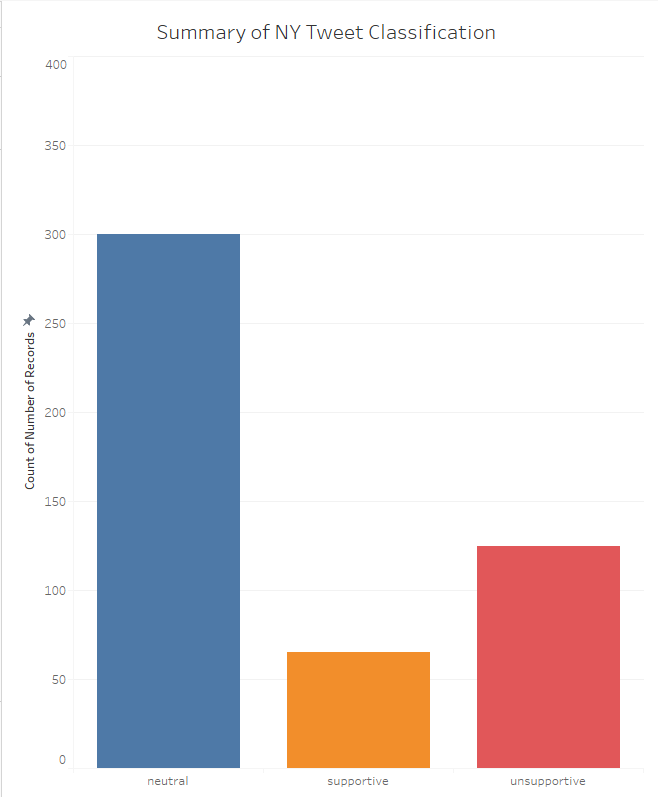 Summary of NY Tweet Classification
400
350
300
250
200
150
100
50
0
Count of Number of Records
neutral
supportive
unsupportive